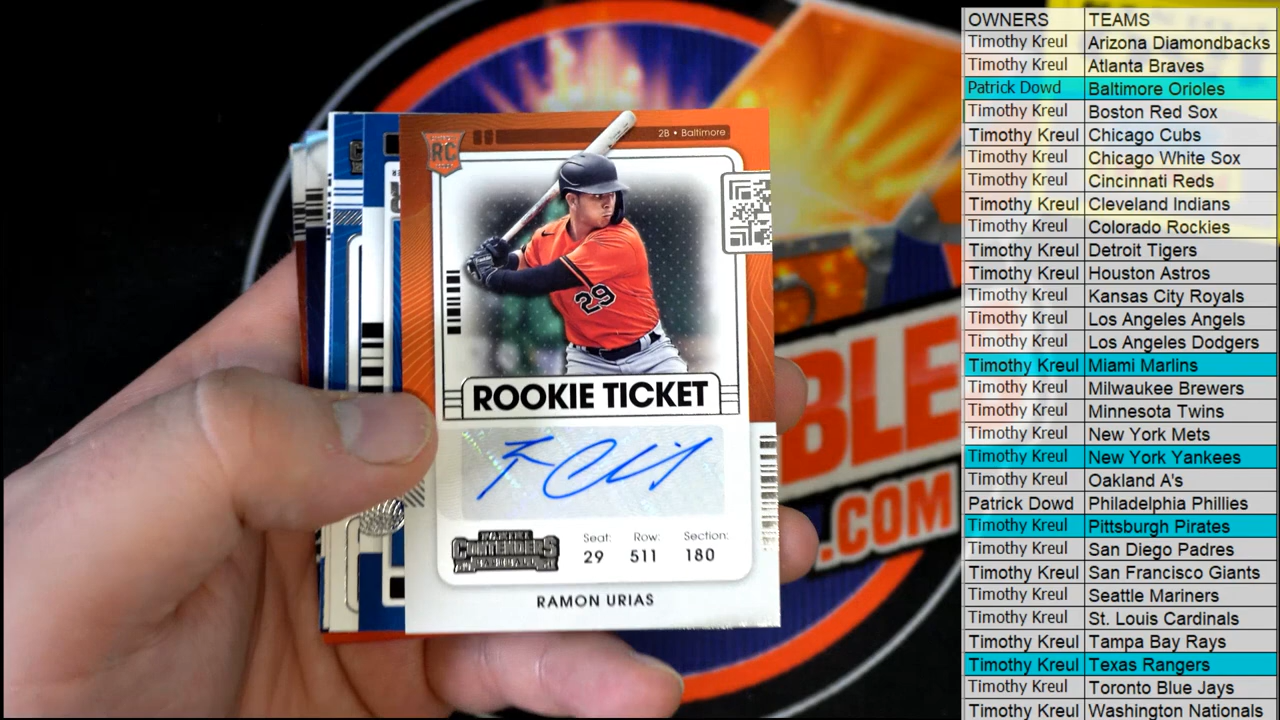 RC
2B • Baltimore
29
ROOKIE TICKET
PANINI
CONTENDERS
Seat: Row: Section:
29 511 180
RAMON URIAS
BLE
.COM
OWNERS TEAMS
Timothy Kreul Arizona Diamondbacks
Timothy Kreul Atlanta Braves
Patrick Dowd Baltimore Orioles
Timothy Kreul Boston Red Sox
Timothy Kreul Chicago Cubs
Timothy Kreul Chicago White Sox
Timothy Kreul Cincinnati Reds
Timothy Kreul Cleveland Indians
Timothy Kreul Colorado Rockies
Timothy Kreul Detroit Tigers
Timothy Kreul Houston Astros
Timothy Kreul Kansas City Royals
Timothy Kreul Los Angeles Angels
Timothy Kreul Los Angeles Dodgers
Timothy Kreul Miami Marlins
Timothy Kreul Milwaukee Brewers
Timothy Kreul Minnesota Twins
Timothy Kreul New York Mets
Timothy Kreul New York Yankees
Timothy Kreul Oakland A's
Patrick Dowd Philadelphia Phillies
Timothy Kreul Pittsburgh Pirates
Timothy Kreul San Diego Padres
Timothy Kreul San Francisco Giants
Timothy Kreul Seattle Mariners
Timothy Kreul St. Louis Cardinals
Timothy Kreul Tampa Bay Rays
Timothy Kreul Texas Rangers
Timothy Kreul Toronto Blue Jays
Timothy Kreul Washington Nationals